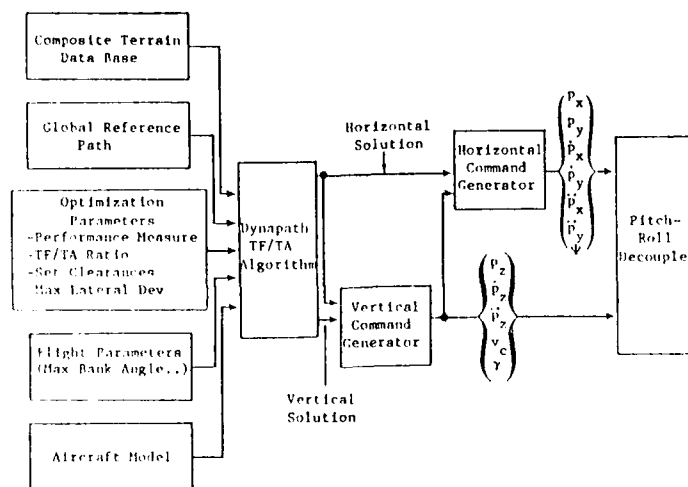 Composite Terrain
Data Base
Global Reference
Path
Optimization
Parameters
-Performance Measure
-TF/TA Ratio
-Set Clearances
-Max Lateral Dev
Flight Parameters
(Max Bank Angle..)
Aircraft Model
Dynapath
TF/TA
Algorithm
Horizontal
Solution
Vertical
Solution
Horizontal
Command
Generator
Vertical
Command
Generator
p_x
p_y
ṗ_x
ṗ_y
p̈_x
p̈_y
ψ
p_z
ṗ_z
p̈_z
v_c
γ
Pitch-
Roll
Decoupler